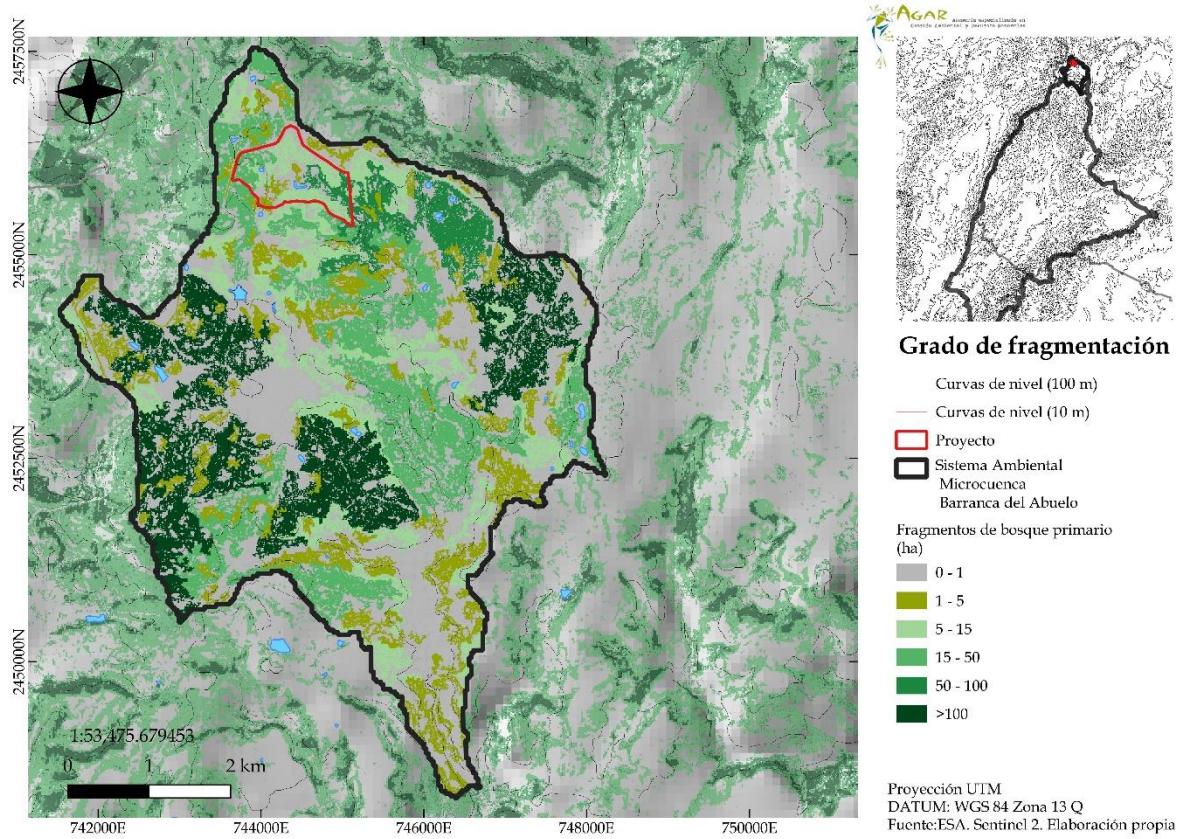 AGAR
2457500N
2455000N
2452500N
2450000N
1:53,475.679453
0 1 2 km
742000E 744000E 746000E 748000E 750000E
Grado de fragmentación
Curvas de nivel (100 m)
Curvas de nivel (10 m)
Proyecto
Sistema Ambiental
Microcuenca
Barranca del Abuelo
Fragmentos de bosque primario
(ha)
0 - 1
1 - 5
5 - 15
15 - 50
50 - 100
>100
Proyección UTM
DATUM: WGS 84 Zona 13 Q
Fuente:ESA. Sentinel 2. Elaboración propia